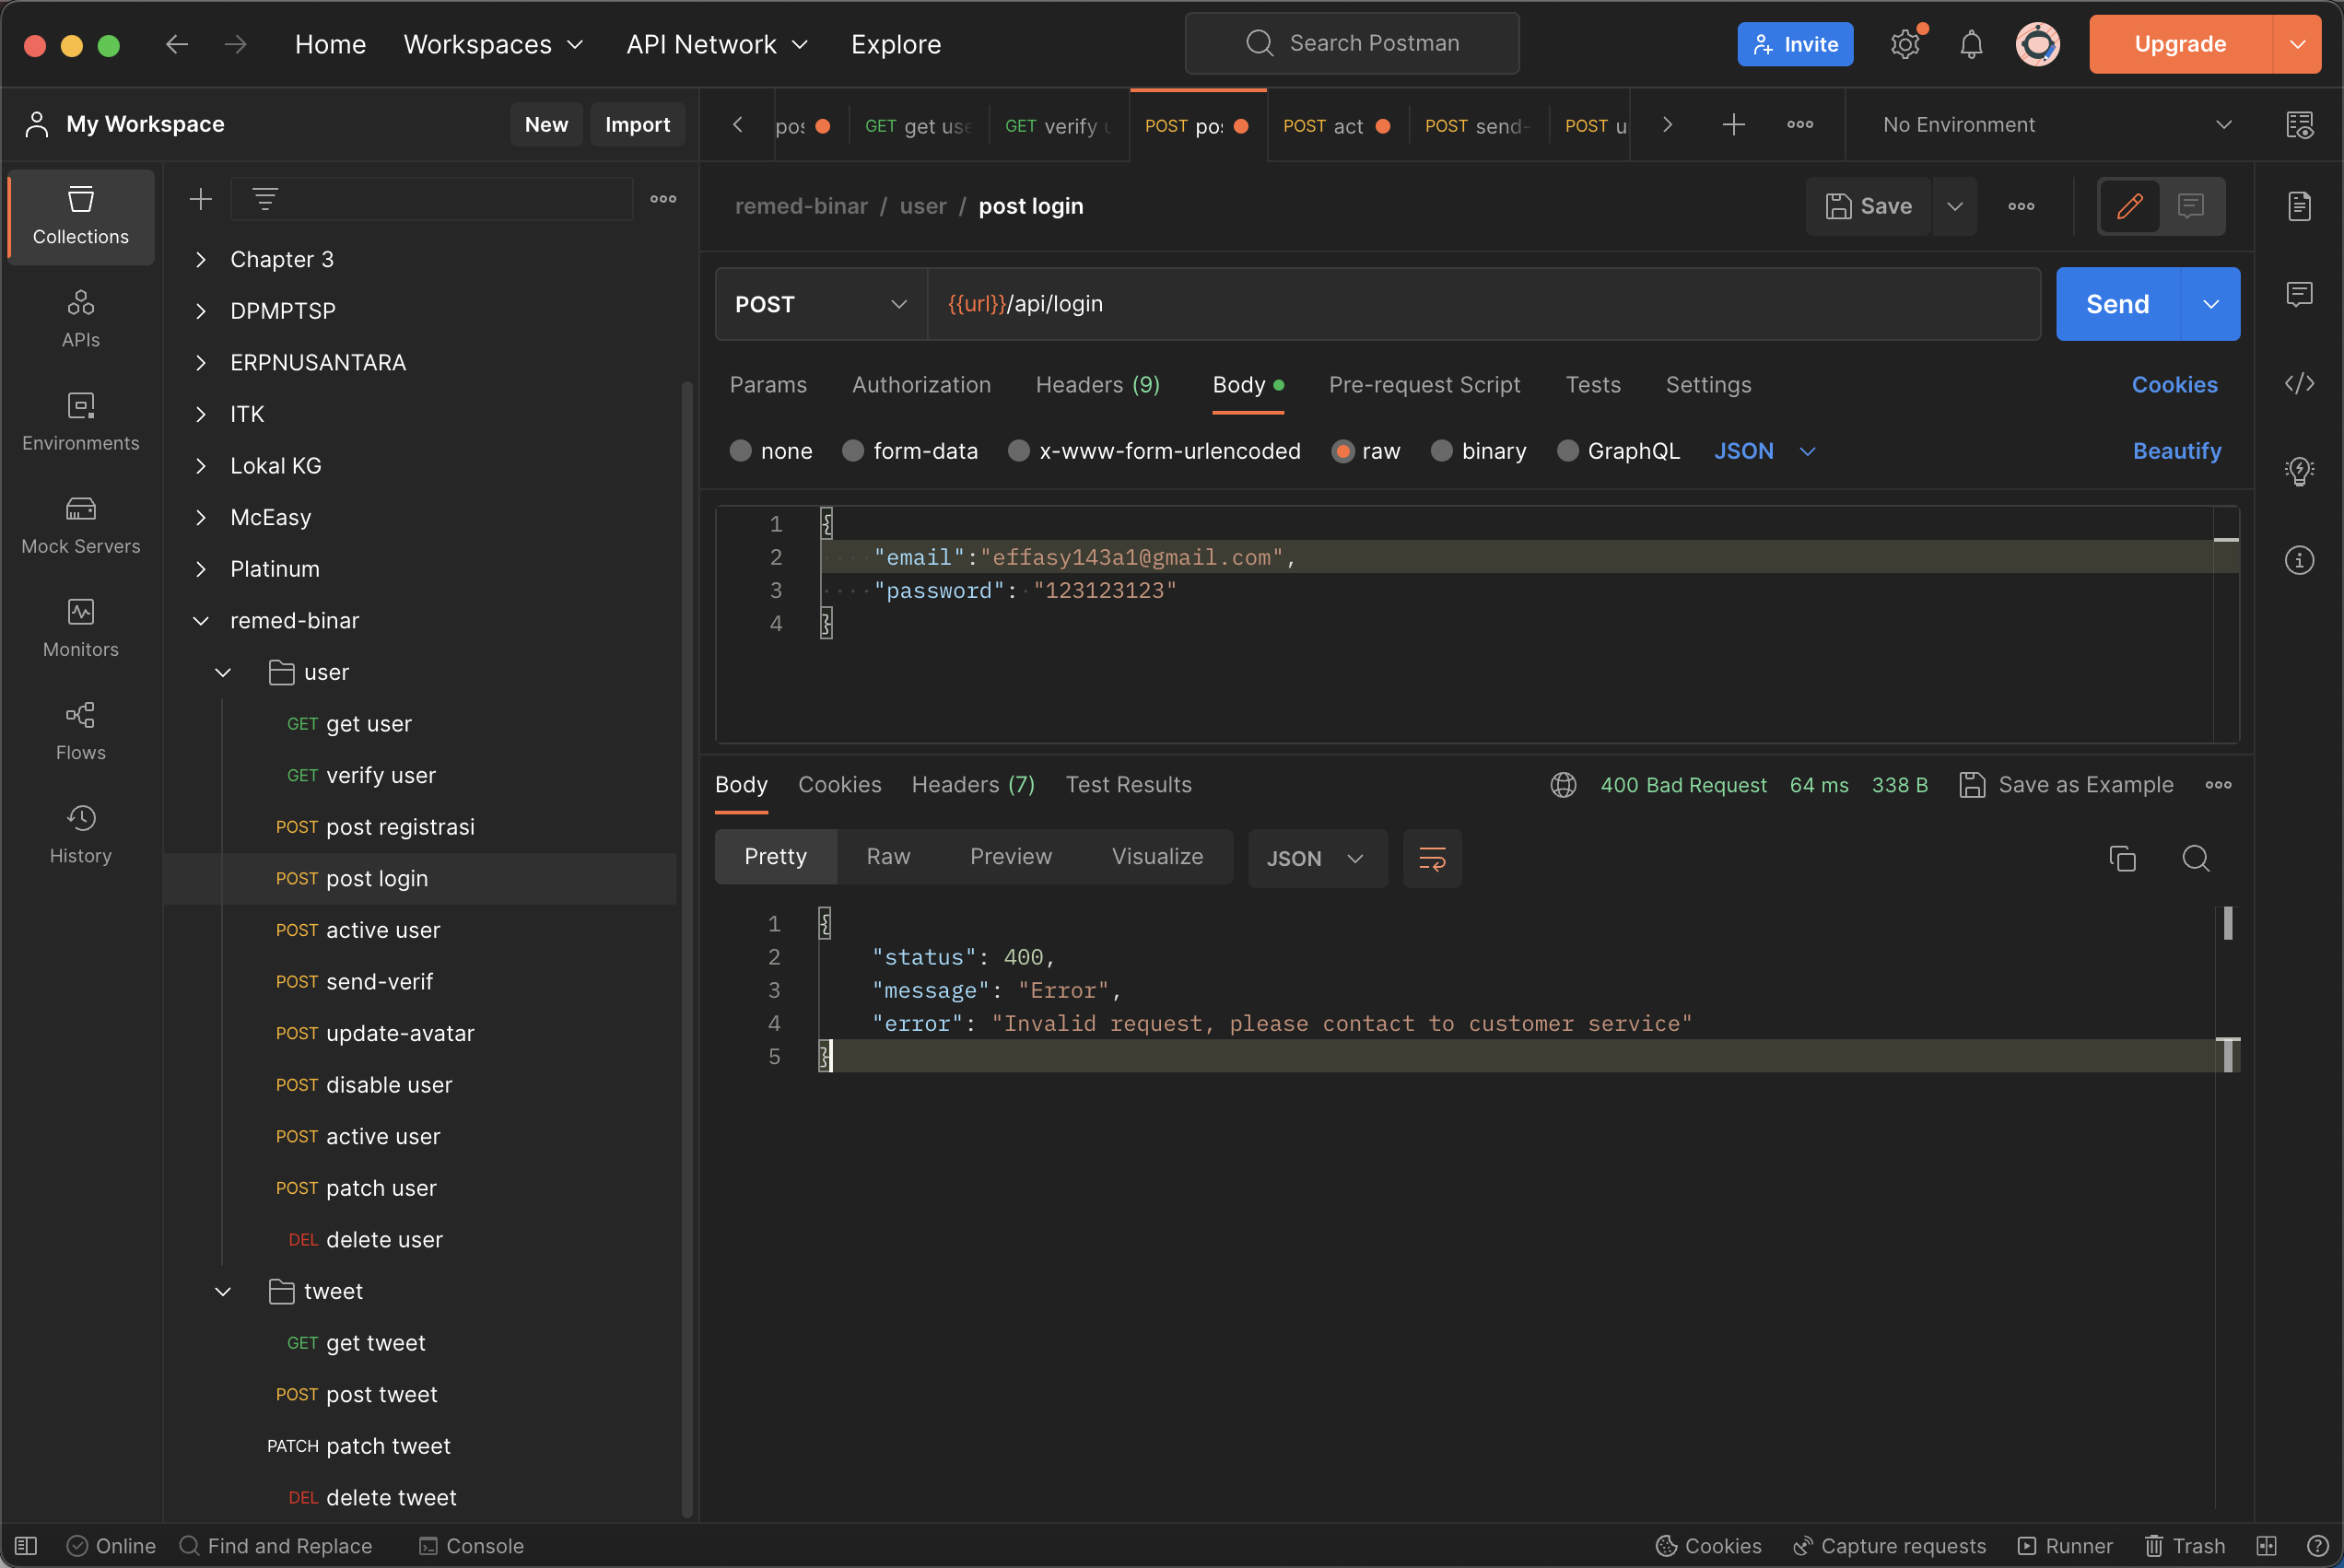 Home Workspaces API Network Explore Search Postman Invite Upgrade
My Workspace New Import
pos GET get use GET verify u POST pos POST act POST send- POST u No Environment
Collections
APIs
Environments
Mock Servers
Monitors
Flows
History
Chapter 3
DPMPTSP
ERPNUSANTARA
ITK
Lokal KG
McEasy
Platinum
remed-binar
user
GET get user
GET verify user
POST post registrasi
POST post login
POST active user
POST send-verif
POST update-avatar
POST disable user
POST active user
POST patch user
DEL delete user
tweet
GET get tweet
POST post tweet
PATCH patch tweet
DEL delete tweet
remed-binar / user / post login Save
POST {{url}}/api/login Send
Params Authorization Headers (9) Body Pre-request Script Tests Settings Cookies
none form-data x-www-form-urlencoded raw binary GraphQL JSON Beautify
1 {
2 "email":"effasy143a1@gmail.com",
3 "password": "123123123"
4 }
Body Cookies Headers (7) Test Results 400 Bad Request 64 ms 338 B Save as Example
Pretty Raw Preview Visualize JSON
1 {
2 "status": 400,
3 "message": "Error",
4 "error": "Invalid request, please contact to customer service"
5 }
Online Find and Replace Console Cookies Capture requests Runner Trash